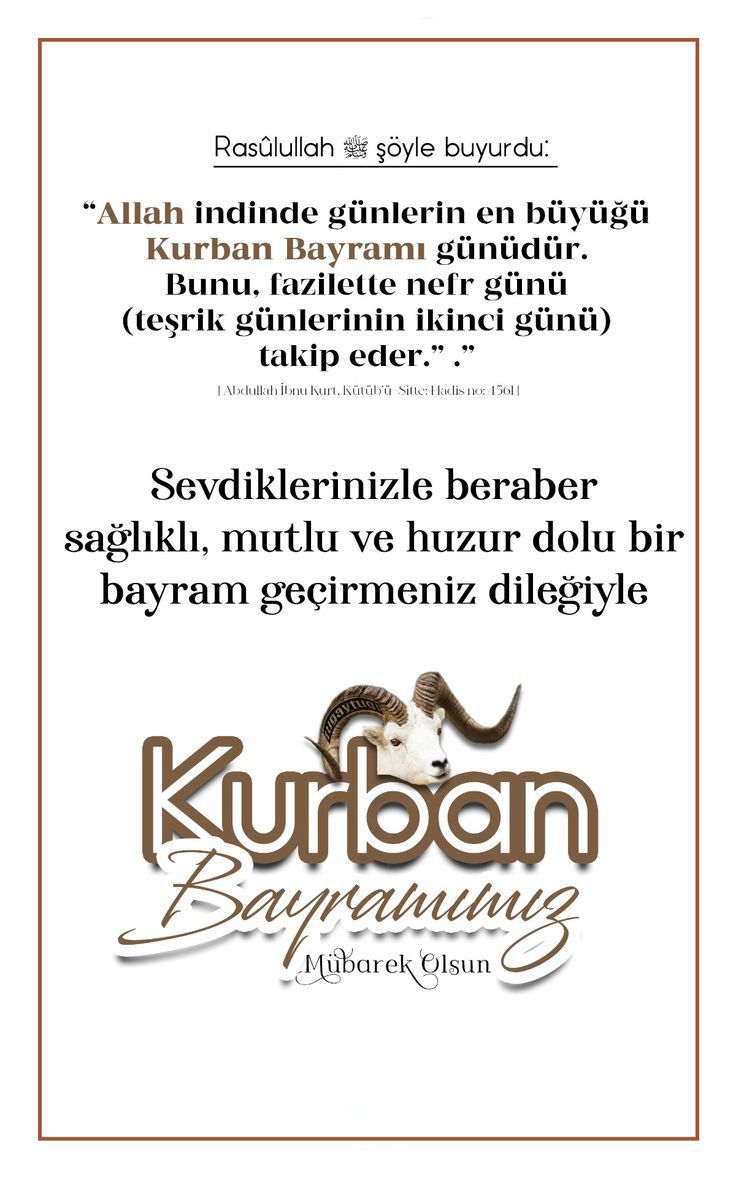 Rasûlullah ﷺ şöyle buyurdu:
“Allah indinde günlerin en büyüğü
Kurban Bayramı günüdür.
Bunu, fazilette nefr günü
(teşrik günlerinin ikinci günü)
takip eder.” .”
[ Abdullah İbnu Kurt, Kütüb'ü -Sitte; Hadis no: 4561 ]
Sevdiklerinizle beraber
sağlıklı, mutlu ve huzur dolu bir
bayram geçirmeniz dileğiyle
Kurban
Bayramımız
Mübarek Olsun